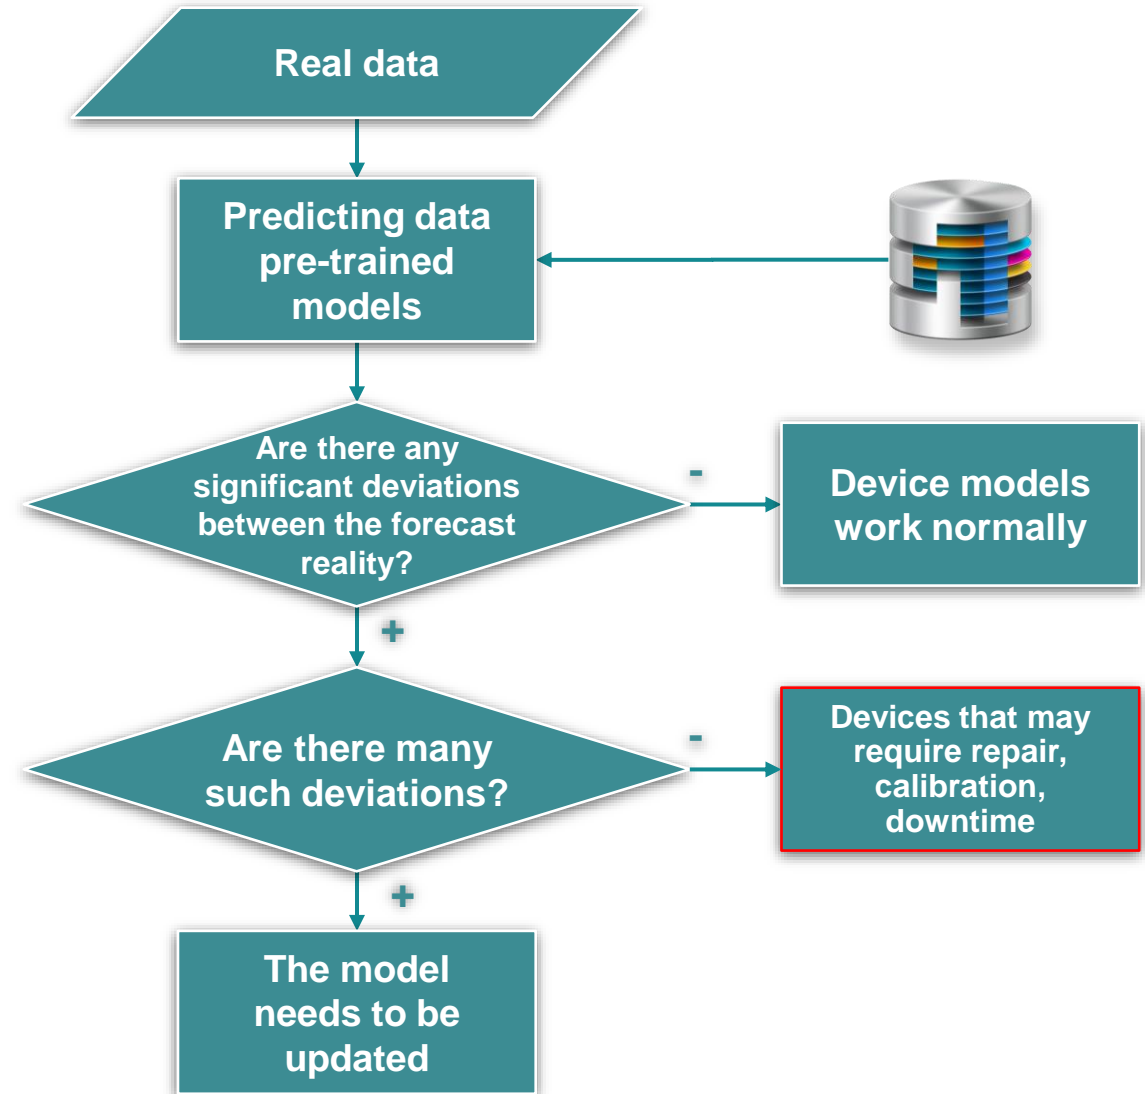 Real data
Predicting data
pre-trained
models
Are there any
significant deviations
between the forecast
reality?
-
Device models
work normally
+
Are there many
such deviations?
-
Devices that may
require repair,
calibration,
downtime
+
The model
needs to be
updated